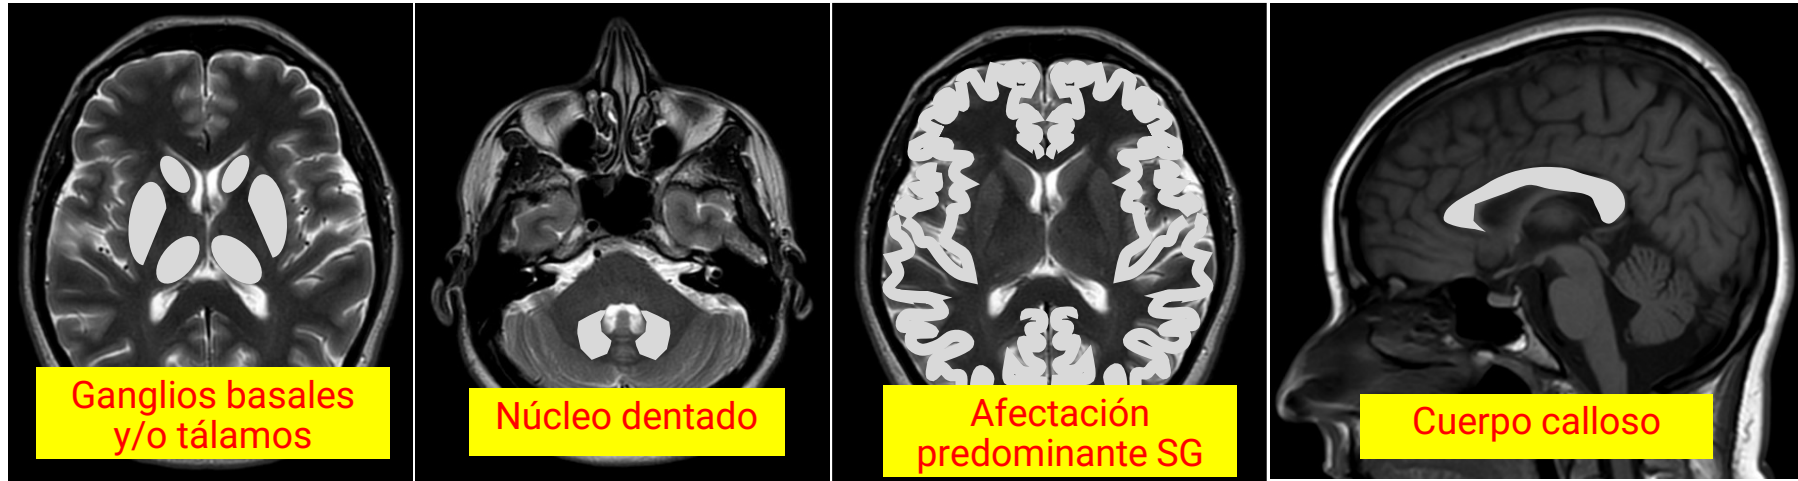 Ganglios basales
y/o tálamos
Núcleo dentado
Afectación
predominante SG
Cuerpo calloso